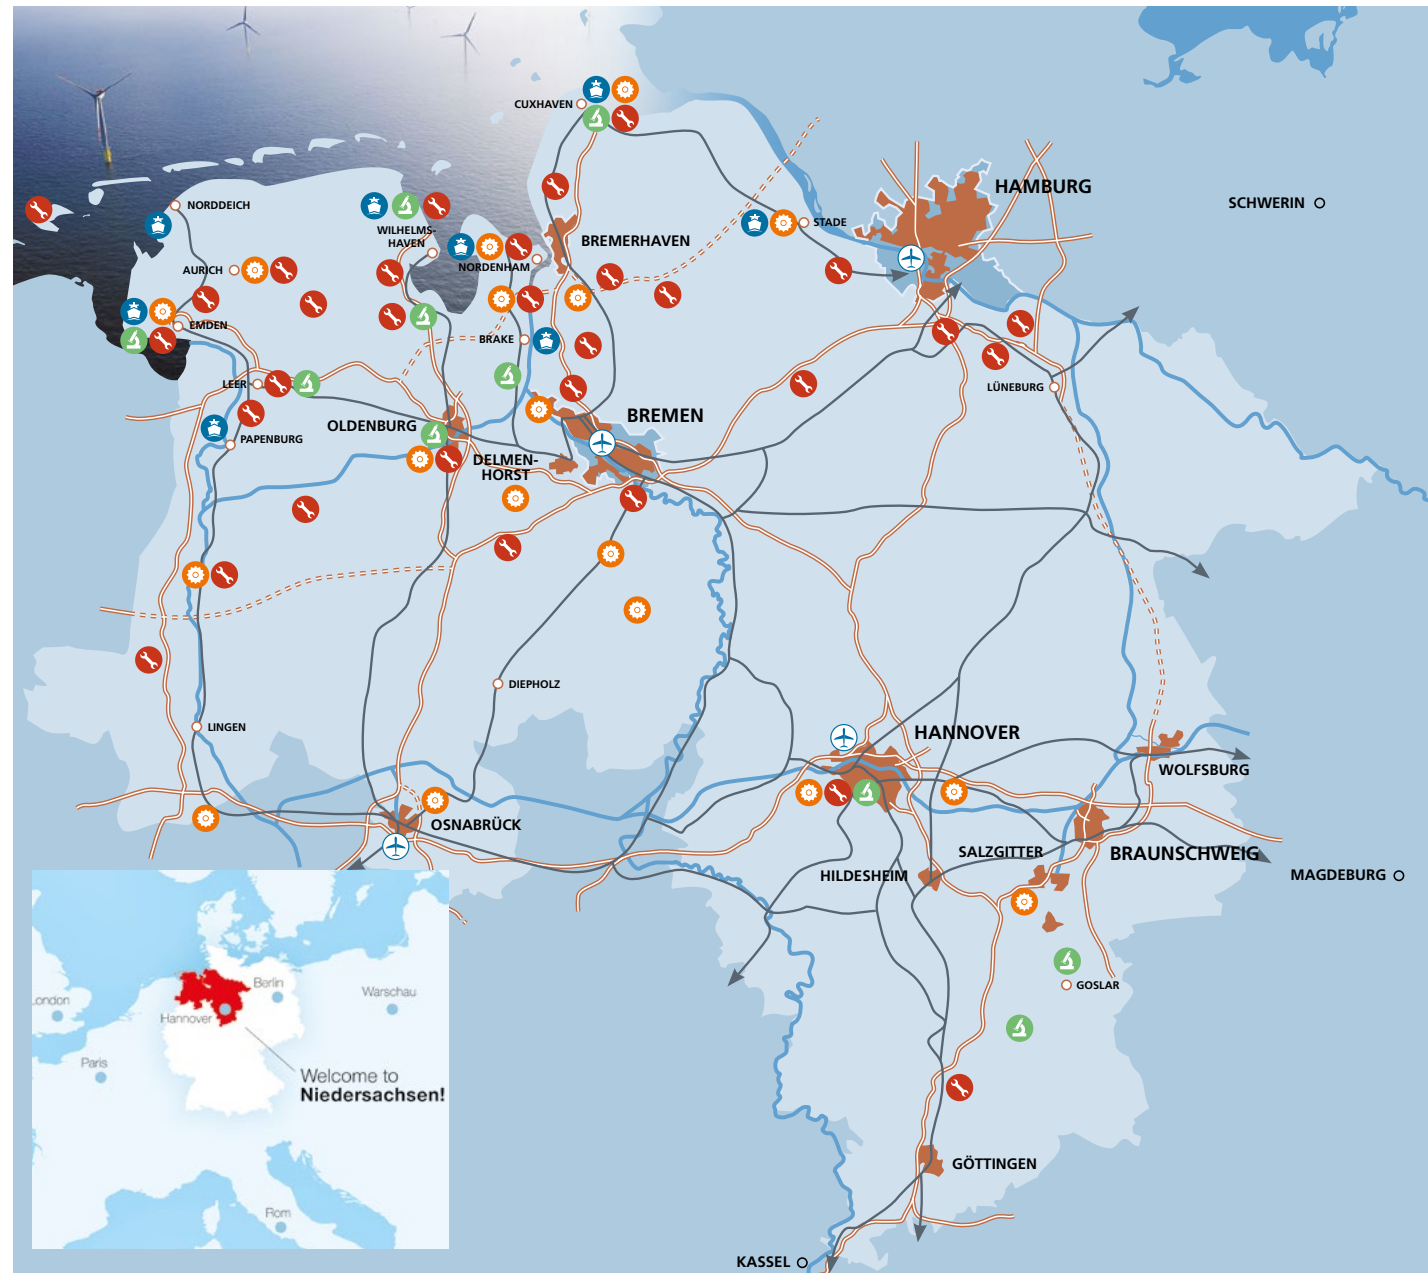 CUXHAVEN
HAMBURG
SCHWERIN
NORDDEICH
STADE
WILHELMS-
HAVEN
BREMERHAVEN
NORDENHAM
AURICH
EMDEN
BRAKE
LEER
LÜNEBURG
OLDENBURG
BREMEN
PAPENBURG
DELMEN-
HORST
DIEPHOLZ
LINGEN
HANNOVER
WOLFSBURG
OSNABRÜCK
SALZGITTER
BRAUNSCHWEIG
HILDESHEIM
MAGDEBURG
GOSLAR
Berlin
Warschau
London
Hannover
Paris
Welcome to
Niedersachsen!
GÖTTINGEN
Rom
KASSEL